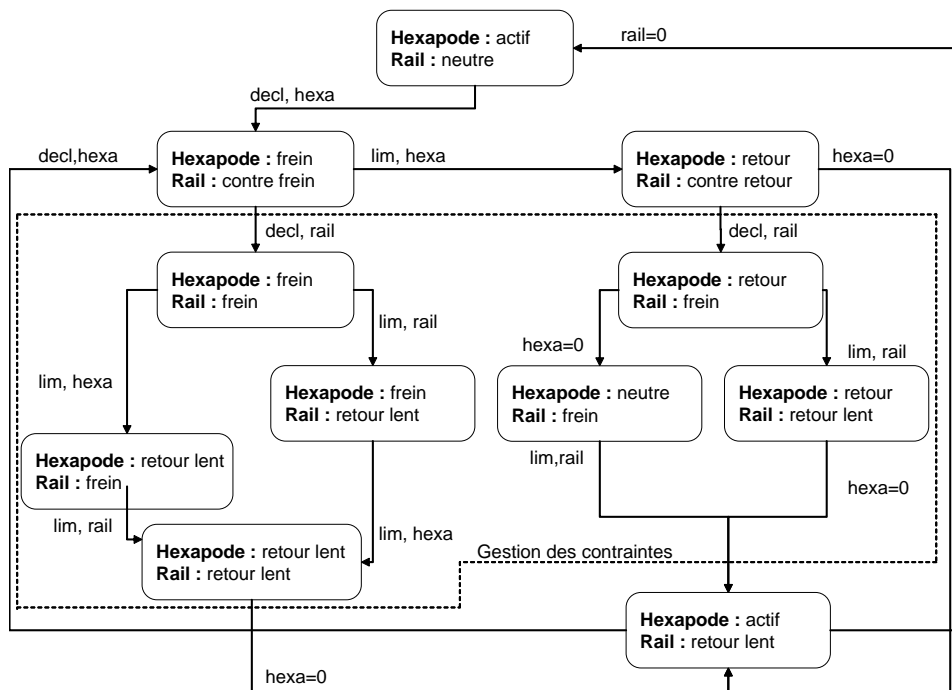 Hexapode : actif
Rail : neutre
rail=0
decl, hexa
decl,hexa
Hexapode : frein
Rail : contre frein
lim, hexa
Hexapode : retour
Rail : contre retour
hexa=0
decl, rail
decl, rail
Hexapode : frein
Rail : frein
Hexapode : retour
Rail : frein
lim, rail
hexa=0
lim, rail
lim, hexa
Hexapode : frein
Rail : retour lent
Hexapode : neutre
Rail : frein
Hexapode : retour
Rail : retour lent
Hexapode : retour lent
Rail : frein
lim,rail
hexa=0
lim, rail
lim, hexa
Hexapode : retour lent
Rail : retour lent
Gestion des contraintes
Hexapode : actif
Rail : retour lent
hexa=0